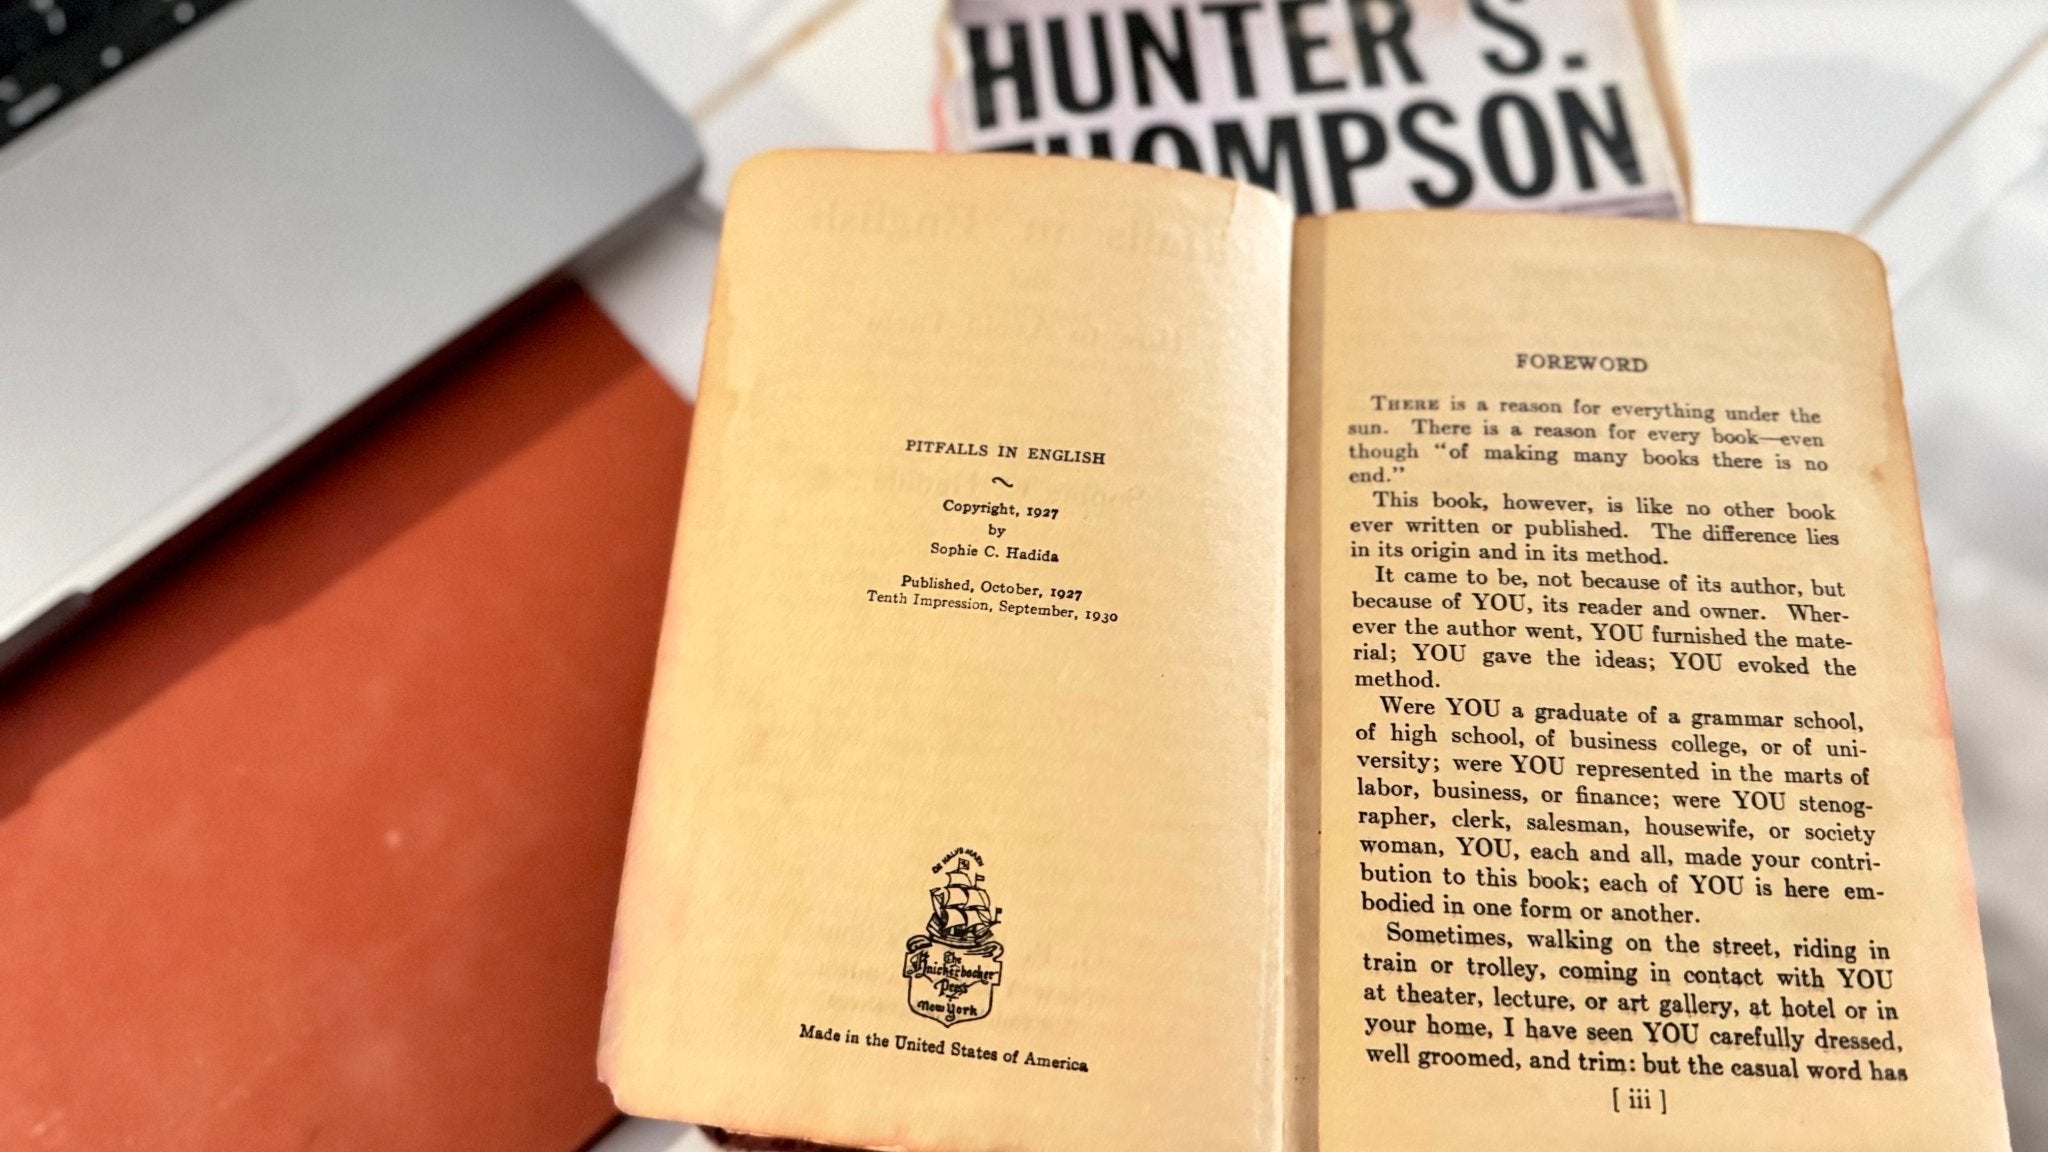 HUNTER S.
THOMPSON
PITFALLS IN ENGLISH
Copyright, 1927
by
Sophie C. Hadida
Published, October, 1927
Tenth Impression, September, 1930
The
Knickerbocker
Press
New York
Made in the United States of America
FOREWORD
THERE is a reason for everything under the
sun. There is a reason for every book—even
though "of making many books there is no
end."
This book, however, is like no other book
ever written or published. The difference lies
in its origin and in its method.
It came to be, not because of its author, but
because of YOU, its reader and owner. Wher-
ever the author went, YOU furnished the mate-
rial; YOU gave the ideas; YOU evoked the
method.
Were YOU a graduate of a grammar school,
of high school, of business college, or of uni-
versity; were YOU represented in the marts of
labor, business, or finance; were YOU stenog-
rapher, clerk, salesman, housewife, or society
woman, YOU, each and all, made your contri-
bution to this book; each of YOU is here em-
bodied in one form or another.
Sometimes, walking on the street, riding in
train or trolley, coming in contact with YOU
at theater, lecture, or art gallery, at hotel or in
your home, I have seen YOU carefully dressed,
well groomed, and trim: but the casual word has
[ iii ]